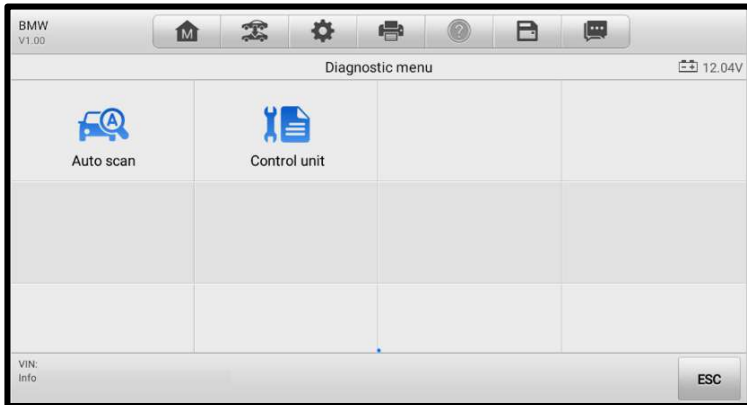 BMW
V1.00
M
?
Diagnostic menu
12.04V
A
Auto scan
Control unit
VIN:
Info
ESC